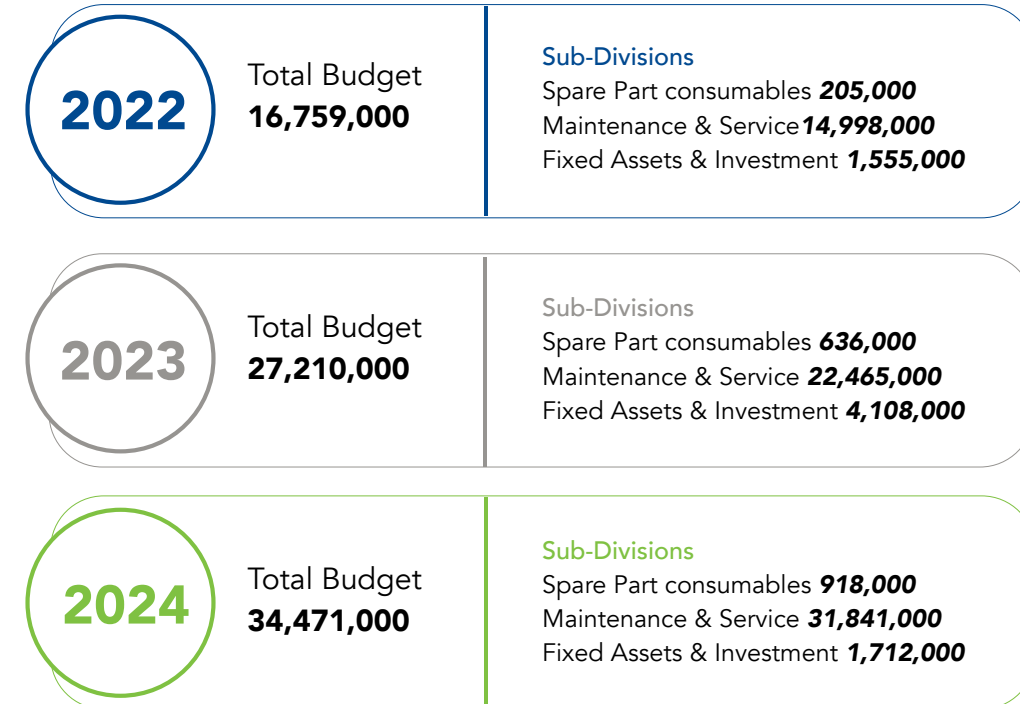 2022
Total Budget
16,759,000
Sub-Divisions
Spare Part consumables 205,000
Maintenance & Service14,998,000
Fixed Assets & Investment 1,555,000
2023
Total Budget
27,210,000
Sub-Divisions
Spare Part consumables 636,000
Maintenance & Service 22,465,000
Fixed Assets & Investment 4,108,000
2024
Total Budget
34,471,000
Sub-Divisions
Spare Part consumables 918,000
Maintenance & Service 31,841,000
Fixed Assets & Investment 1,712,000